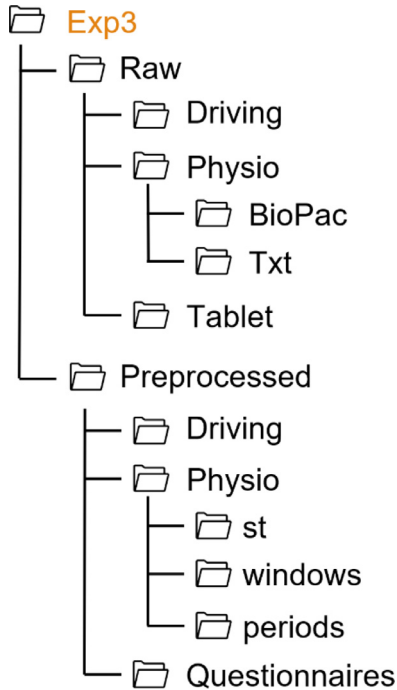 Exp3
Raw
Driving
Physio
BioPac
Txt
Tablet
Preprocessed
Driving
Physio
st
windows
periods
Questionnaires